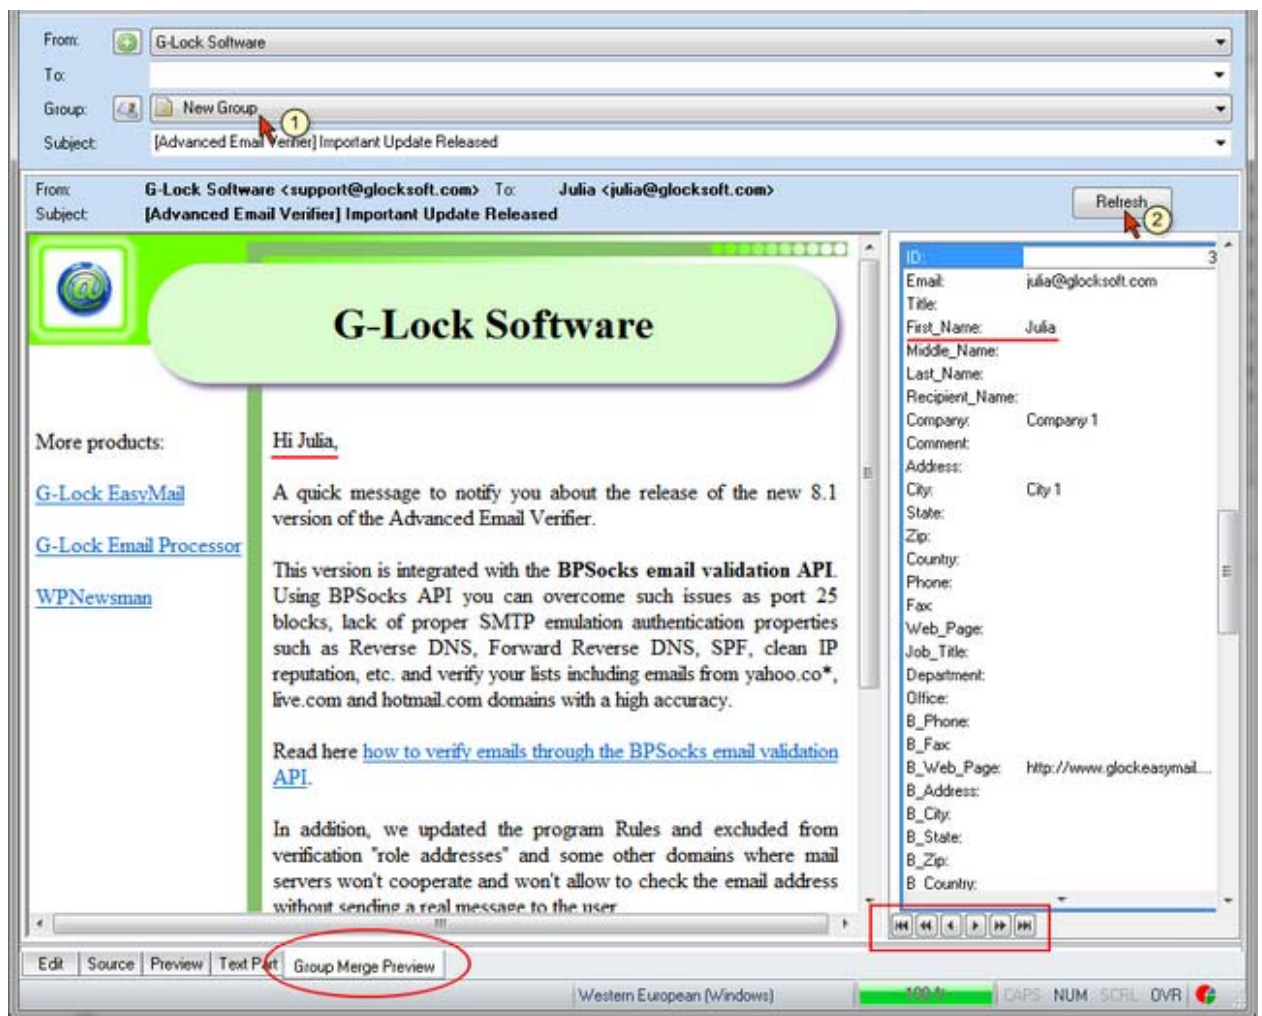 From: G-Lock Software
To:
Group: New Group
1
Subject: [Advanced Email Verifier] Important Update Released
From: G-Lock Software <support@glocksoft.com> To: Julia <julia@glocksoft.com>
Subject: [Advanced Email Verifier] Important Update Released
Refresh
2
G-Lock Software
More products:
G-Lock EasyMail
G-Lock Email Processor
WPNewsman
Hi Julia,
A quick message to notify you about the release of the new 8.1
version of the Advanced Email Verifier.
This version is integrated with the BPSocks email validation API.
Using BPSocks API you can overcome such issues as port 25
blocks, lack of proper SMTP emulation authentication properties
such as Reverse DNS, Forward Reverse DNS, SPF, clean IP
reputation, etc. and verify your lists including emails from yahoo.co*,
live.com and hotmail.com domains with a high accuracy.
Read here how to verify emails through the BPSocks email validation
API.
In addition, we updated the program Rules and excluded from
verification "role addresses" and some other domains where mail
servers won't cooperate and won't allow to check the email address
without sending a real message to the user
ID: 3
Email: julia@glocksoft.com
Title:
First_Name: Julia
Middle_Name:
Last_Name:
Recipient_Name:
Company: Company 1
Comment:
Address:
City: City 1
State:
Zip:
Country:
Phone:
Fax:
Web_Page:
Job_Title:
Department:
Office:
B_Phone:
B_Fax:
B_Web_Page: http://www.glockeasymail....
B_Address:
B_City:
B_State:
B_Zip:
B_Country:
Edit Source Preview Text Part Group Merge Preview
Western European (Windows) 100 % CAPS NUM SCRL OVR